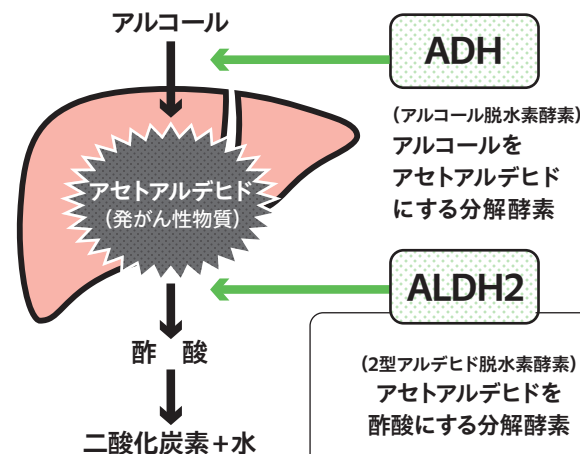 アルコール
ADH
(アルコール脱水素酵素)
アルコールを
アセトアルデヒド
にする分解酵素
アセトアルデヒド
(発がん性物質)
ALDH2
酢 酸
(2型アルデヒド脱水素酵素)
アセトアルデヒドを
酢酸にする分解酵素
二酸化炭素+水